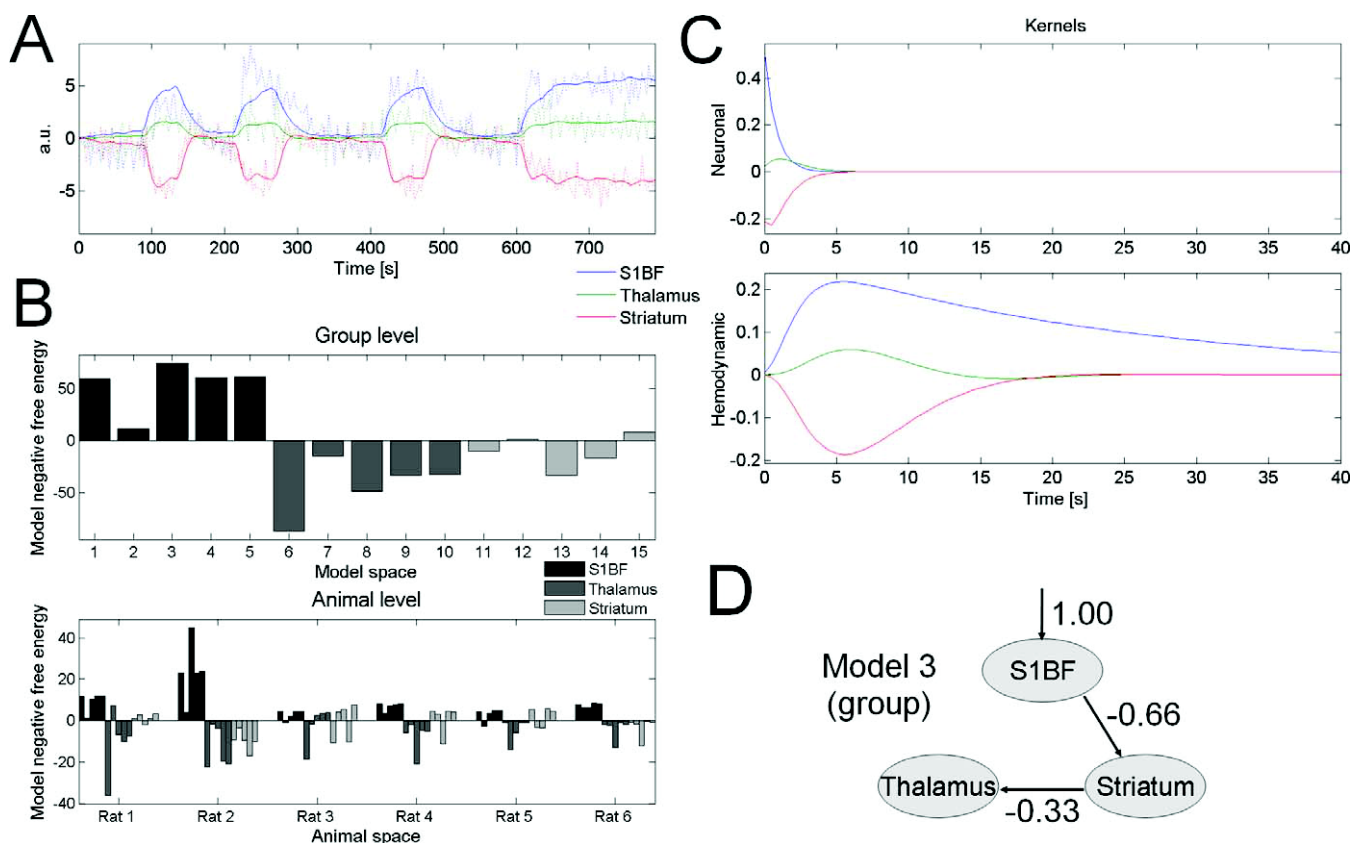 A
a.u.
5
0
-5
0 100 200 300 400 500 600 700
Time [s]
S1BF
Thalamus
Striatum
B
Group level
Model negative free energy
50
0
-50
1 2 3 4 5 6 7 8 9 10 11 12 13 14 15
Model space
S1BF
Thalamus
Striatum
Animal level
Model negative free energy
40
20
0
-20
-40
Rat 1 Rat 2 Rat 3 Rat 4 Rat 5 Rat 6
Animal space
C
Kernels
Neuronal
0.4
0.2
0
-0.2
0 5 10 15 20 25 30 35 40
Hemodynamic
0.2
0.1
0
-0.1
-0.2
0 5 10 15 20 25 30 35 40
Time [s]
D
Model 3
(group)
1.00
S1BF
-0.66
Thalamus
Striatum
-0.33